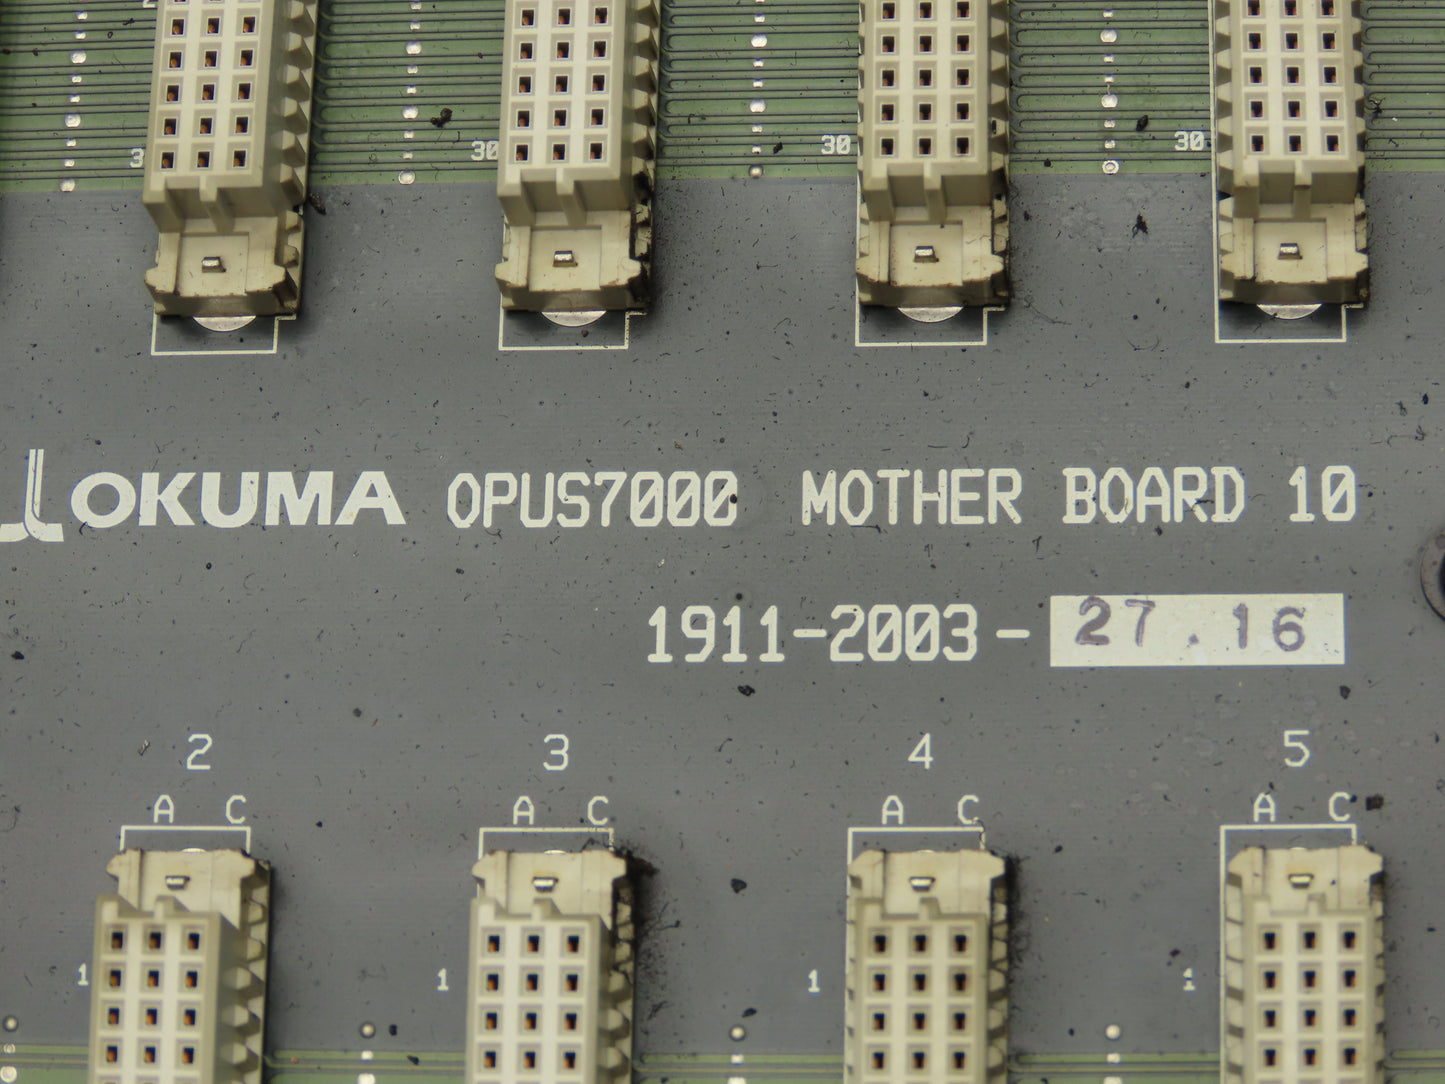 30 30 30
OKUMA OPUS7000 MOTHER BOARD 10
1911-2003-27.16
2 3 4 5
A C A C A C A C
1 1 1 1